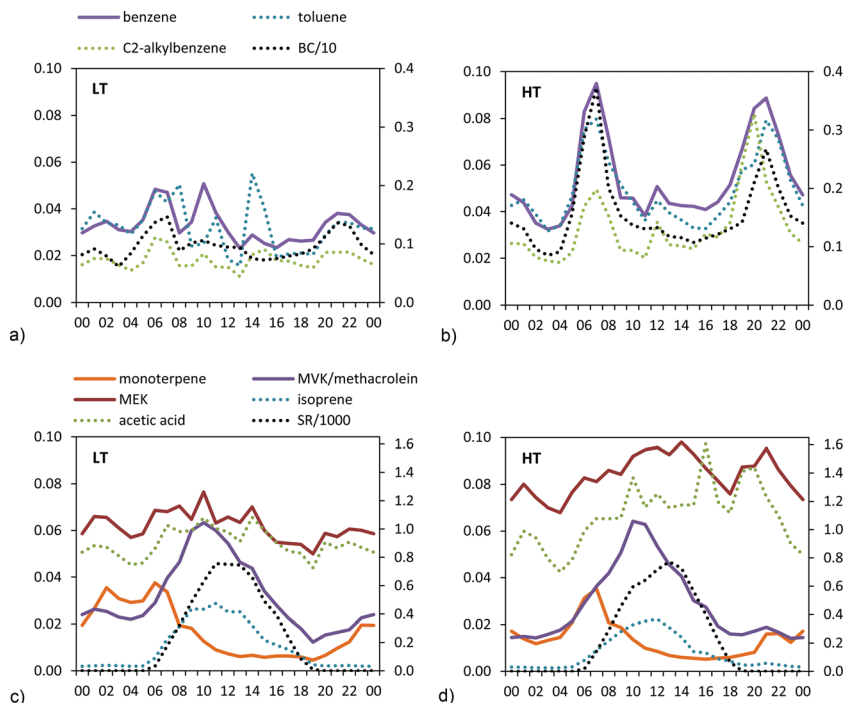 benzene toluene
C2-alkylbenzene BC/10
0.10 LT 0.4
0.08 0.3
0.06
0.2
0.04
0.02 0.1
0.00 0.0
00 02 04 06 08 10 12 14 16 18 20 22 00
a)
0.10 HT 0.4
0.08 0.3
0.06
0.2
0.04
0.02 0.1
0.00 0.0
00 02 04 06 08 10 12 14 16 18 20 22 00
b)
monoterpene MVK/methacrolein
MEK isoprene
acetic acid SR/1000
0.10 LT 1.6
1.4
0.08 1.2
0.06 1.0
0.8
0.04 0.6
0.4
0.02 0.2
0.00 0.0
00 02 04 06 08 10 12 14 16 18 20 22 00
c)
0.10 HT 1.6
1.4
0.08 1.2
0.06 1.0
0.8
0.04 0.6
0.4
0.02 0.2
0.00 0.0
00 02 04 06 08 10 12 14 16 18 20 22 00
d)